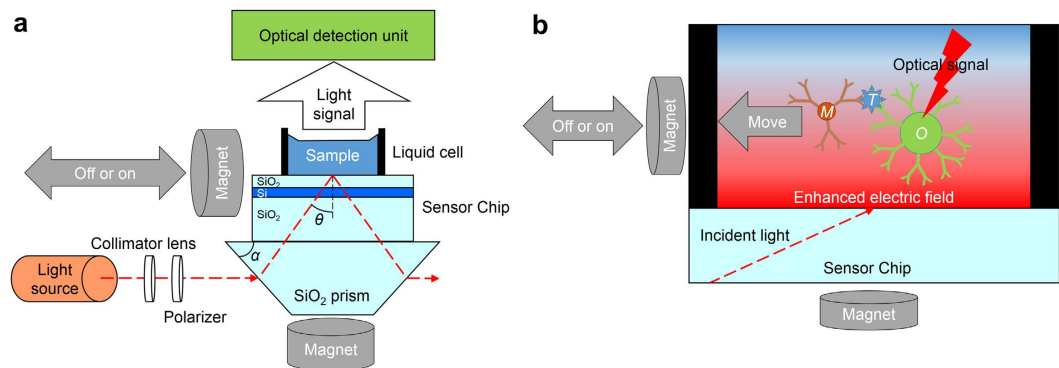 a
Optical detection unit
Light
signal
Off or on
Magnet
Sample
Liquid cell
SiO₂
Si
SiO₂
Sensor Chip
θ
Collimator lens
α
Light
source
SiO₂ prism
Polarizer
Magnet
b
Optical signal
Off or on
Magnet
Move
M
T
O
Enhanced electric field
Incident light
Sensor Chip
Magnet